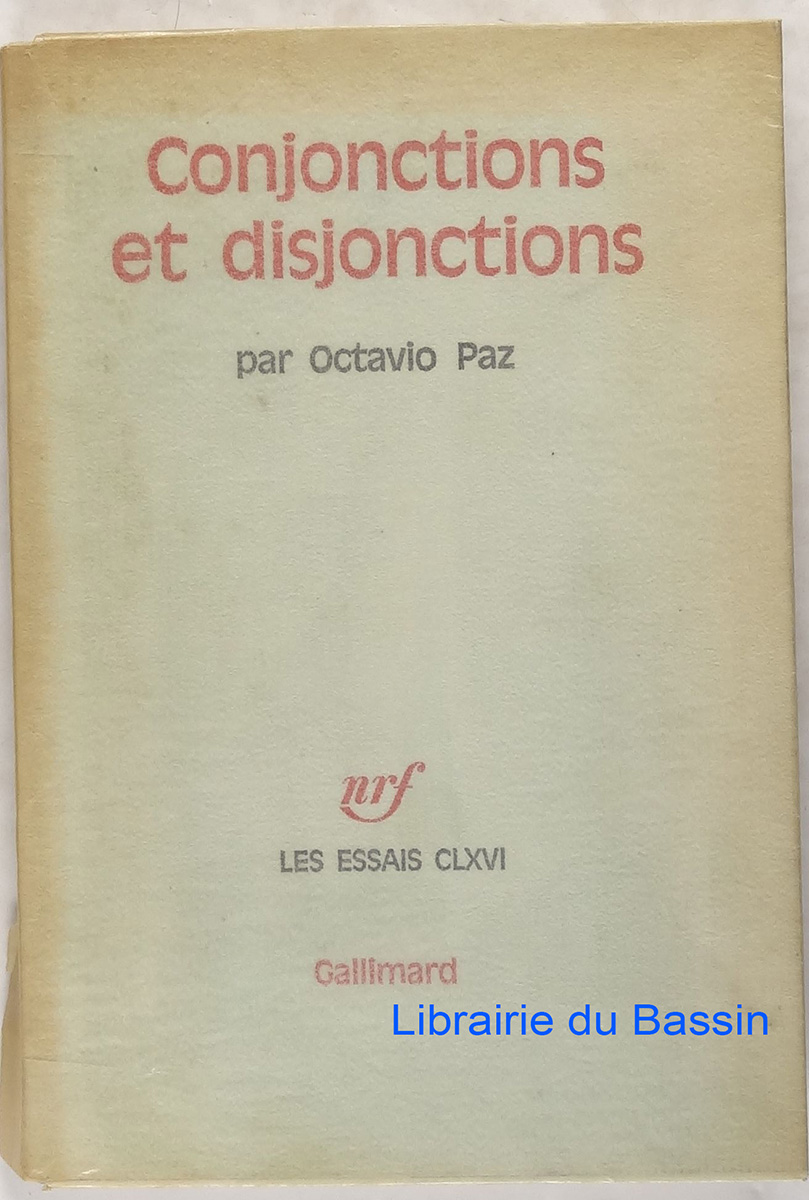 Conjonctions
et disjonctions
par Octavio Paz
nrf
LES ESSAIS CLXVI
Gallimard
Librairie du Bassin